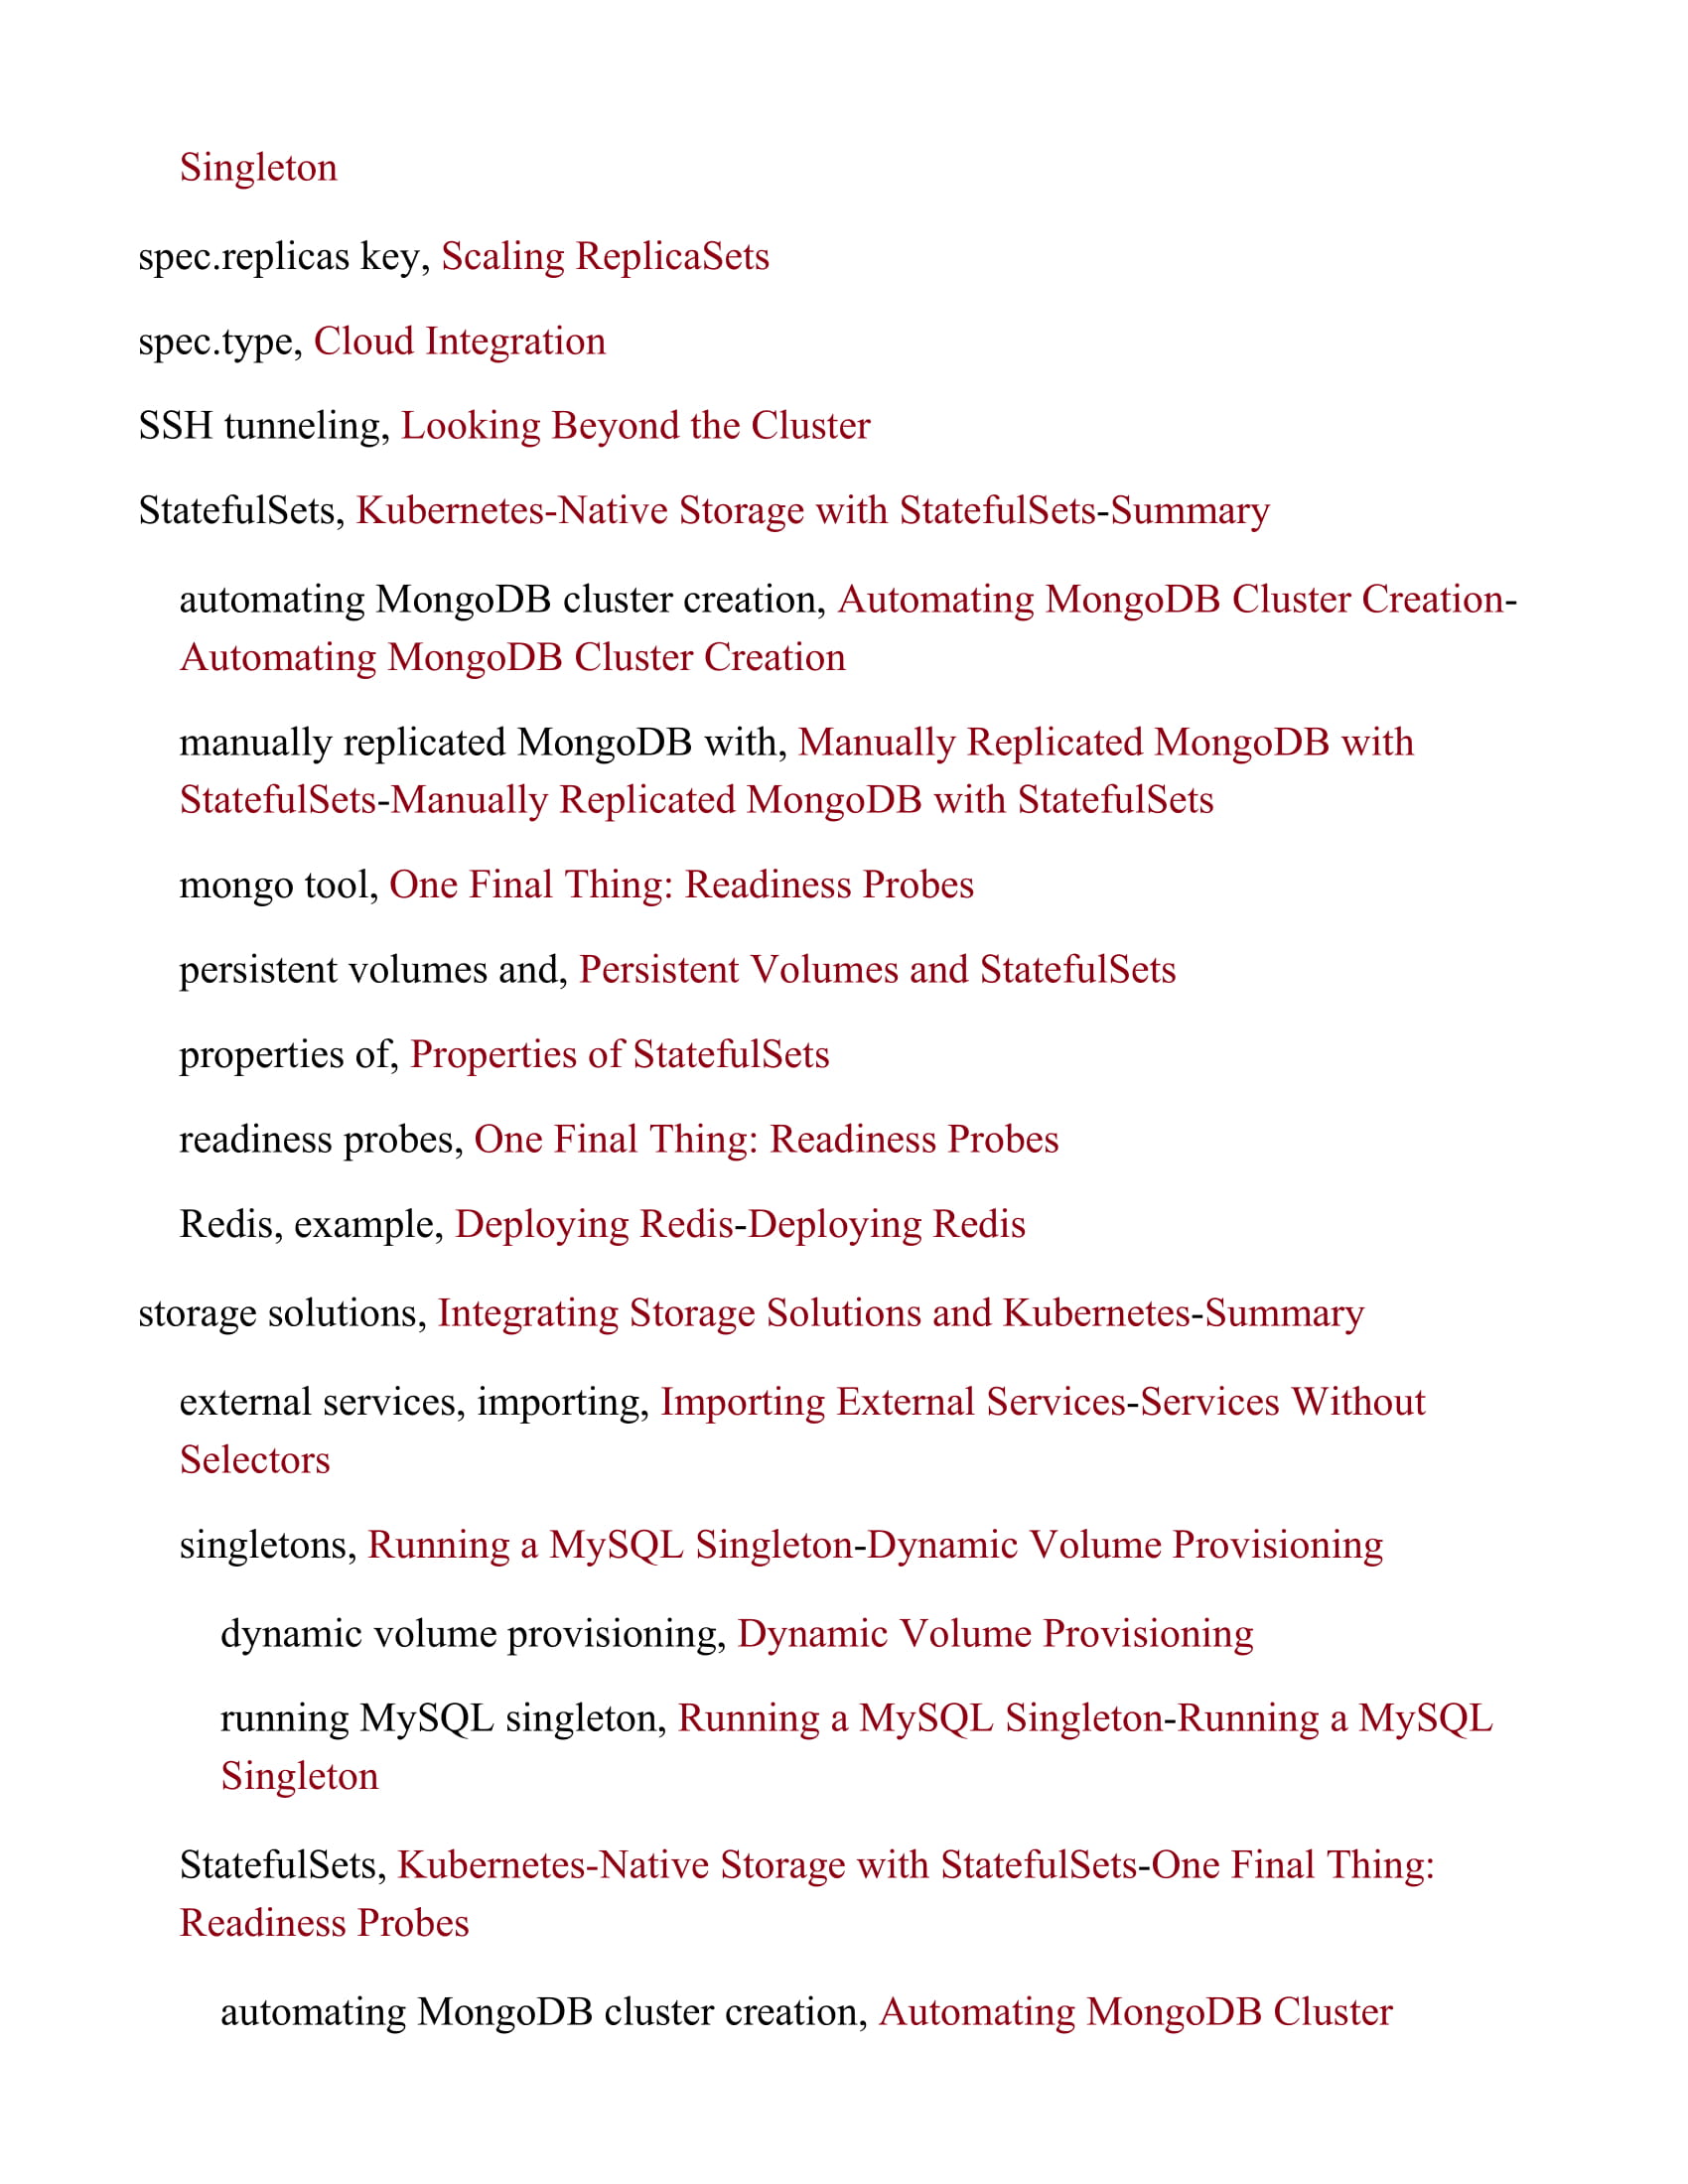 Singleton
spec.replicas key, Scaling ReplicaSets
spec.type, Cloud Integration
SSH tunneling, Looking Beyond the Cluster
StatefulSets, Kubernetes-Native Storage with StatefulSets-Summary
automating MongoDB cluster creation, Automating MongoDB Cluster Creation-
Automating MongoDB Cluster Creation
manually replicated MongoDB with, Manually Replicated MongoDB with
StatefulSets-Manually Replicated MongoDB with StatefulSets
mongo tool, One Final Thing: Readiness Probes
persistent volumes and, Persistent Volumes and StatefulSets
properties of, Properties of StatefulSets
readiness probes, One Final Thing: Readiness Probes
Redis, example, Deploying Redis-Deploying Redis
storage solutions, Integrating Storage Solutions and Kubernetes-Summary
external services, importing, Importing External Services-Services Without
Selectors
singletons, Running a MySQL Singleton-Dynamic Volume Provisioning
dynamic volume provisioning, Dynamic Volume Provisioning
running MySQL singleton, Running a MySQL Singleton-Running a MySQL
Singleton
StatefulSets, Kubernetes-Native Storage with StatefulSets-One Final Thing:
Readiness Probes
automating MongoDB cluster creation, Automating MongoDB Cluster